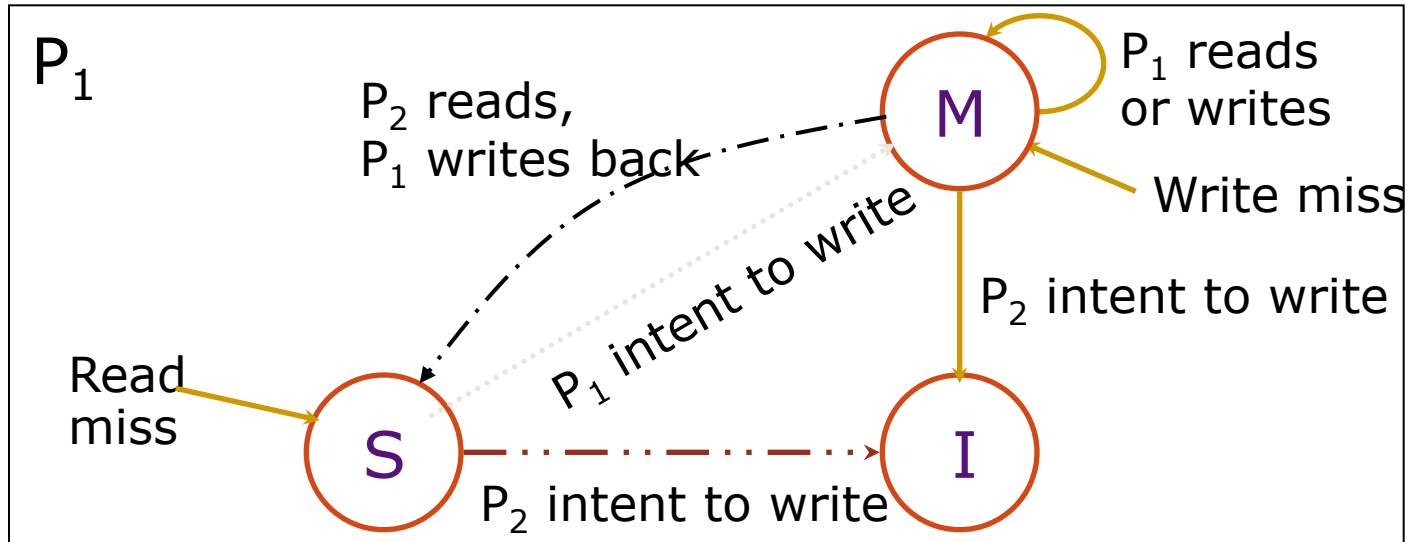 P₁
P₂ reads,
P₁ writes back
M
P₁ reads
or writes
Write miss
P₁ intent to write
P₂ intent to write
Read
miss
S
I
P₂ intent to write